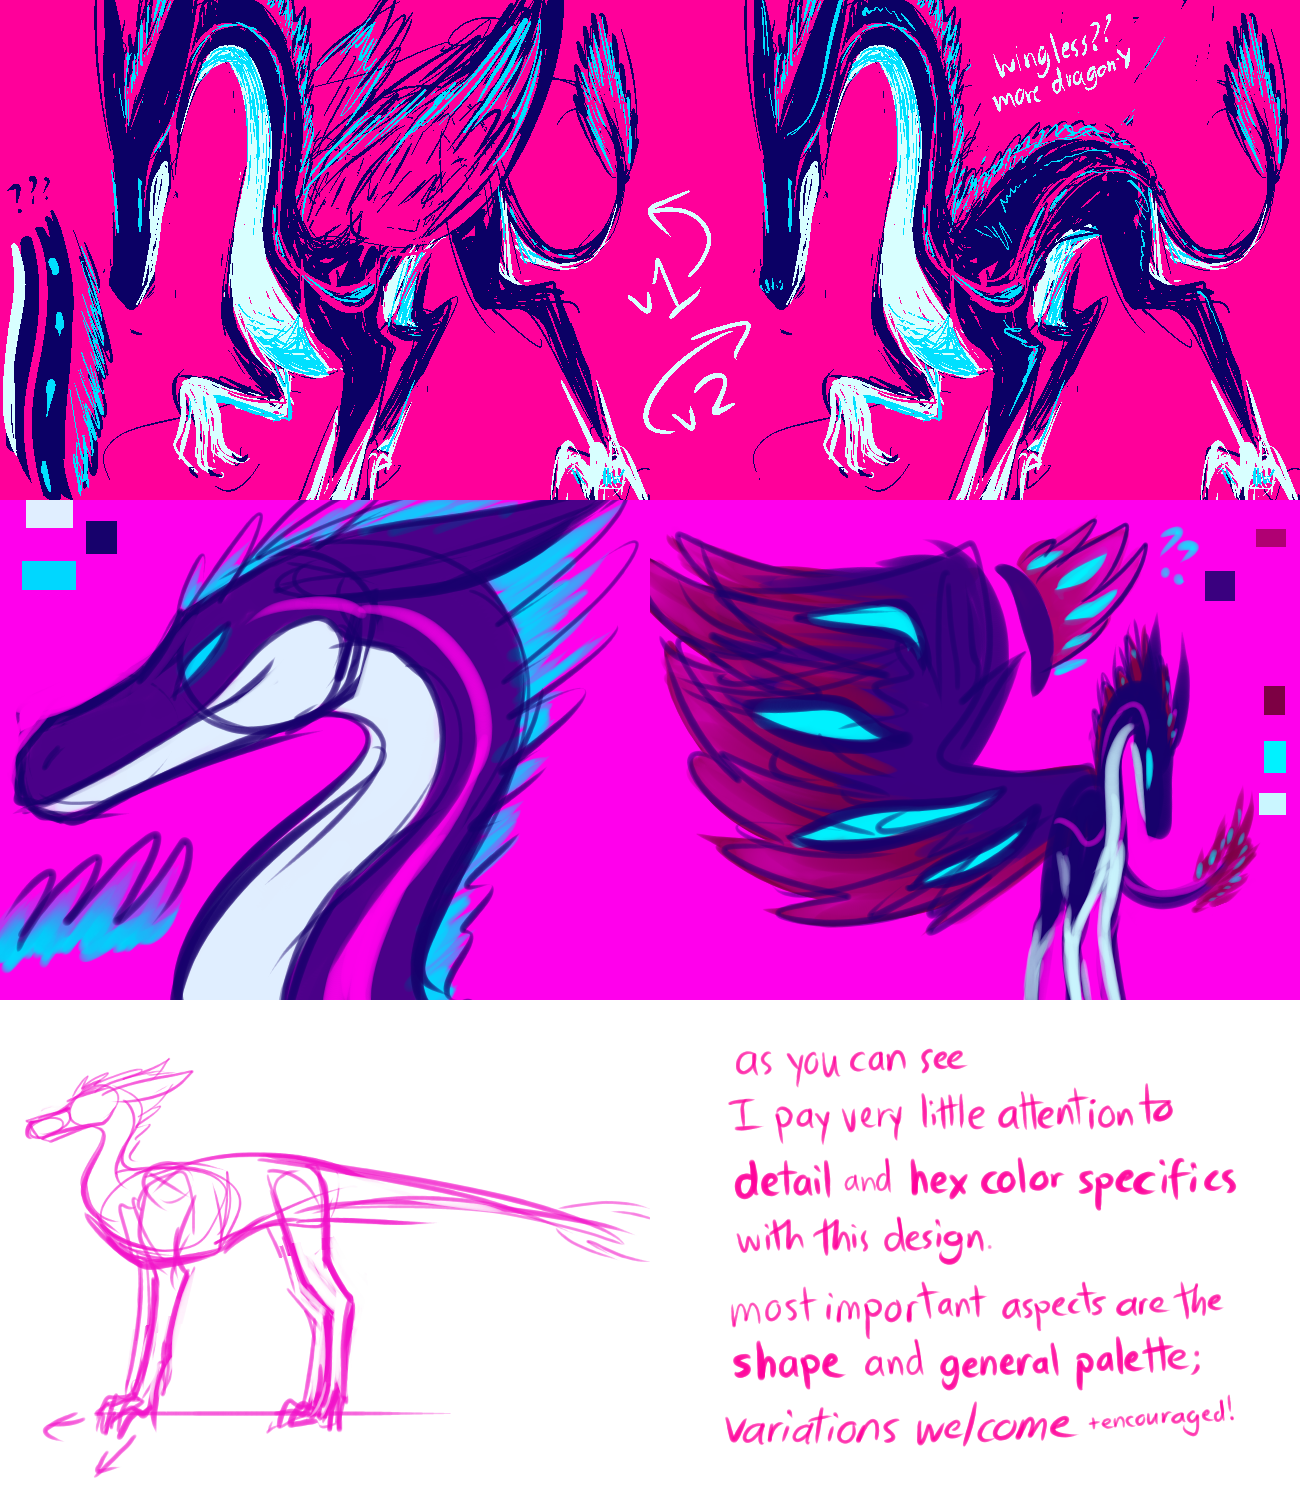 wingless??
more dragon-y
???
v1
v2
??
as you can see
I pay very little attention to
detail and hex color specifics
with this design.
most important aspects are the
shape and general palette;
variations welcome +encouraged!